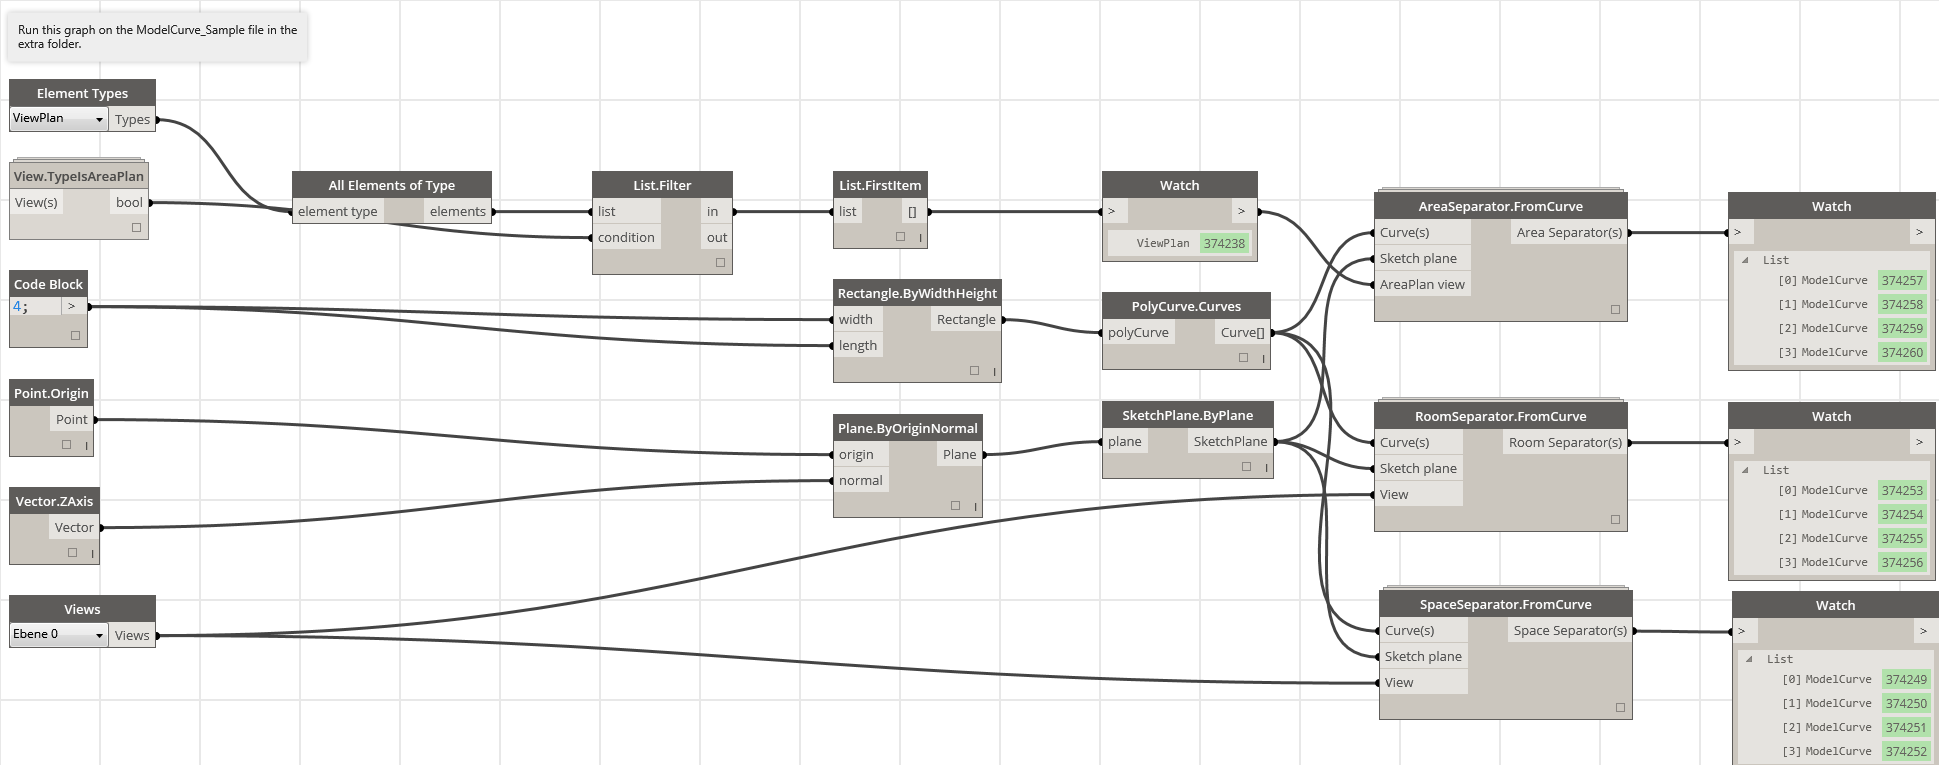 Run this graph on the ModelCurve_Sample file in the
extra folder.
Element Types
ViewPlan
Types
View.TypeIsAreaPlan
View(s)
bool
All Elements of Type
element type
elements
List.Filter
list
in
condition
out
List.FirstItem
list
[]
Watch
>
>
ViewPlan 374238
Code Block
4;
>
Rectangle.ByWidthHeight
width
Rectangle
length
PolyCurve.Curves
polyCurve
Curve[]
Point.Origin
Point
Vector.ZAxis
Vector
Plane.ByOriginNormal
origin
Plane
normal
SketchPlane.ByPlane
plane
SketchPlane
Views
Ebene 0
Views
AreaSeparator.FromCurve
Curve(s)
Area Separator(s)
Sketch plane
AreaPlan view
Watch
>
>
List
[0] ModelCurve 374257
[1] ModelCurve 374258
[2] ModelCurve 374259
[3] ModelCurve 374260
RoomSeparator.FromCurve
Curve(s)
Room Separator(s)
Sketch plane
View
Watch
>
>
List
[0] ModelCurve 374253
[1] ModelCurve 374254
[2] ModelCurve 374255
[3] ModelCurve 374256
SpaceSeparator.FromCurve
Curve(s)
Space Separator(s)
Sketch plane
View
Watch
>
>
List
[0] ModelCurve 374249
[1] ModelCurve 374250
[2] ModelCurve 374251
[3] ModelCurve 374252